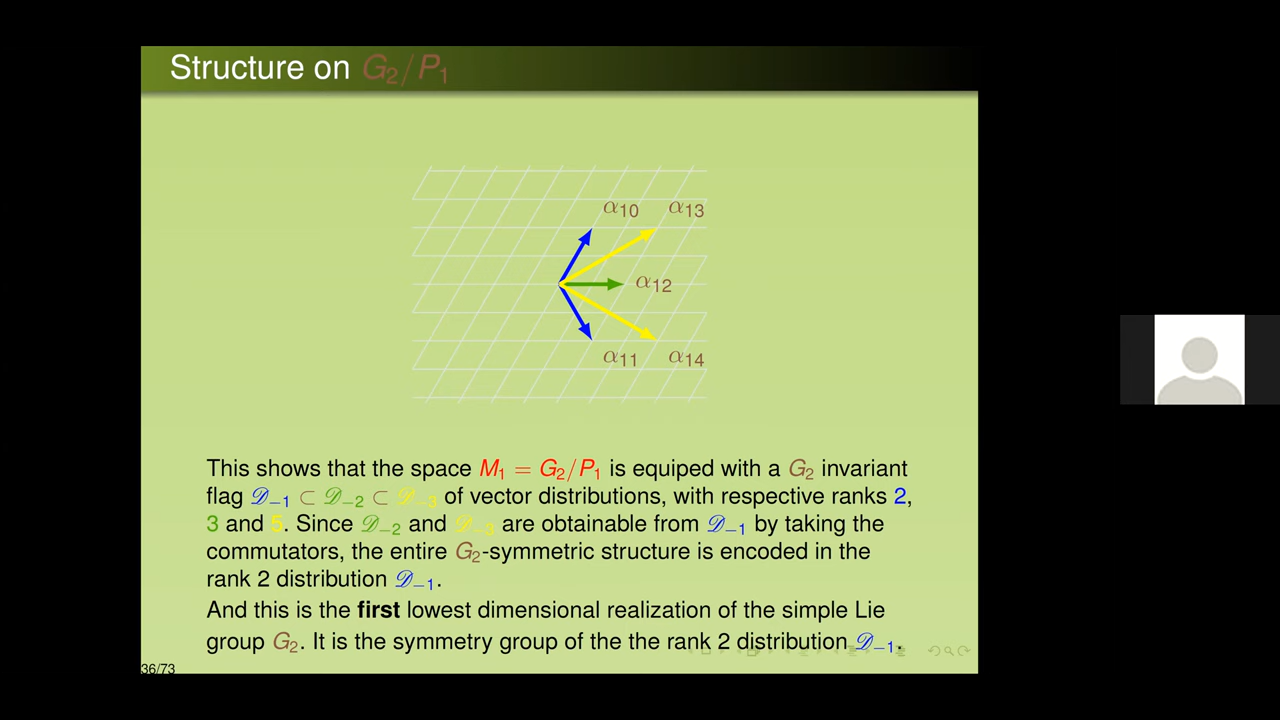 Structure on G₂/P₁
α₁₀ α₁₃
α₁₂
α₁₁ α₁₄
This shows that the space M₁ = G₂/P₁ is equiped with a G₂ invariant
flag 𝒟₋₁ ⊂ 𝒟₋₂ ⊂ 𝒟₋₃ of vector distributions, with respective ranks 2,
3 and 5. Since 𝒟₋₂ and 𝒟₋₃ are obtainable from 𝒟₋₁ by taking the
commutators, the entire G₂-symmetric structure is encoded in the
rank 2 distribution 𝒟₋₁.
And this is the first lowest dimensional realization of the simple Lie
group G₂. It is the symmetry group of the the rank 2 distribution 𝒟₋₁.
36/73